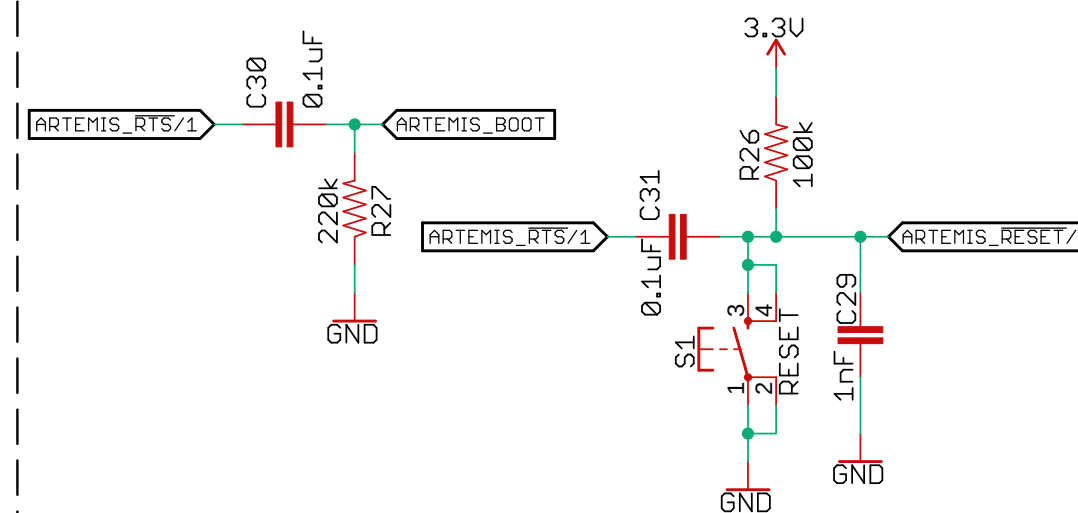 3.3V
C30
0.1uF
ARTEMIS_RTS/1
ARTEMIS_BOOT
R26
100k
220k
R27
C31
0.1uF
ARTEMIS_RTS/1
ARTEMIS_RESET/
GND
S1
3
4
1
2
RESET
C29
1nF
GND
GND